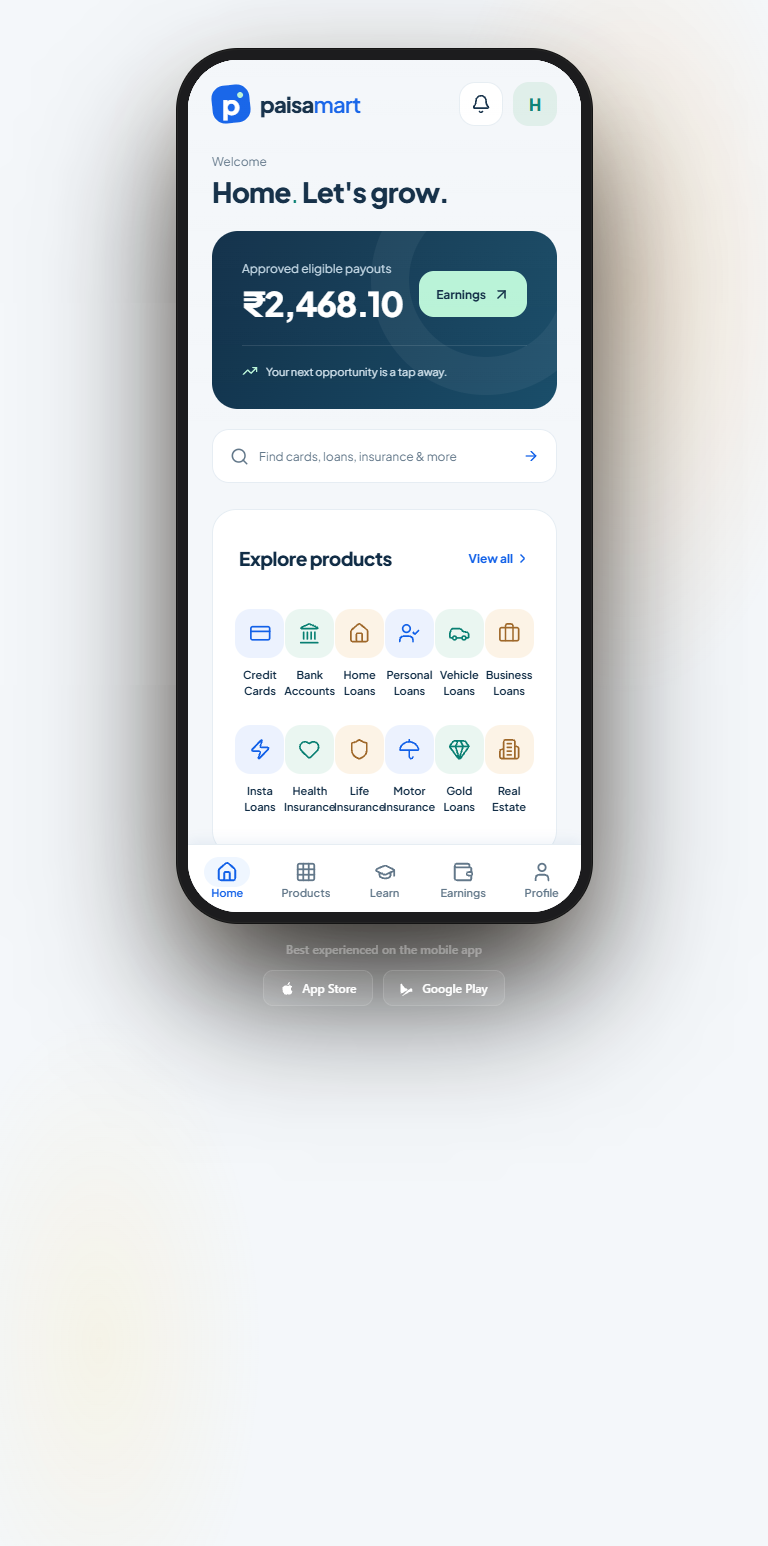 p paisamart
H
Welcome
Home. Let's grow.
Approved eligible payouts
₹2,468.10
Earnings
Your next opportunity is a tap away.
Find cards, loans, insurance & more
Explore products
View all
Credit Cards
Bank Accounts
Home Loans
Personal Loans
Vehicle Loans
Business Loans
Insta Loans
Health Insurance
Life Insurance
Motor Insurance
Gold Loans
Real Estate
Home
Products
Learn
Earnings
Profile
Best experienced on the mobile app
App Store
Google Play